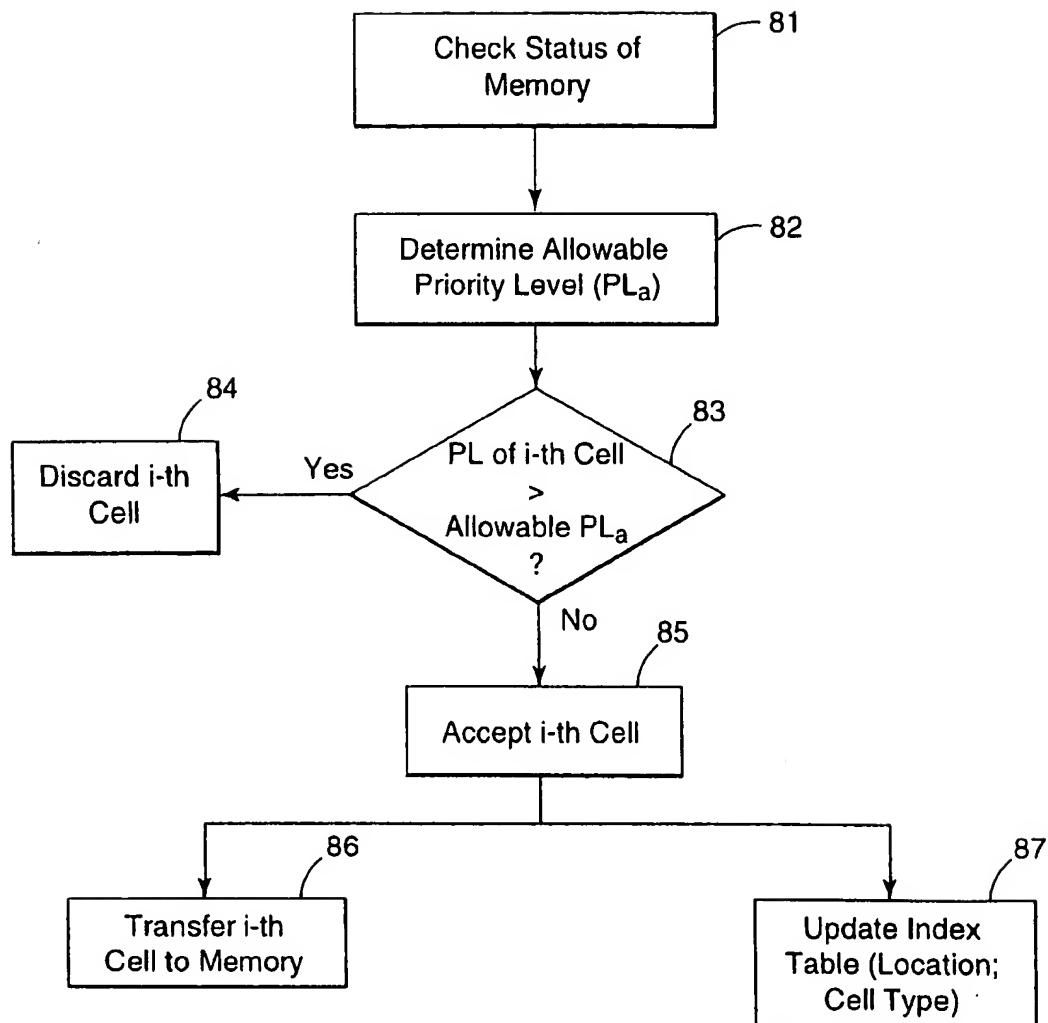 81
Check Status of
Memory
82
Determine Allowable
Priority Level (PLa)
83
PL of i-th Cell
>
Allowable PLa
?
Yes
84
Discard i-th
Cell
No
85
Accept i-th Cell
86
Transfer i-th
Cell to Memory
87
Update Index
Table (Location;
Cell Type)